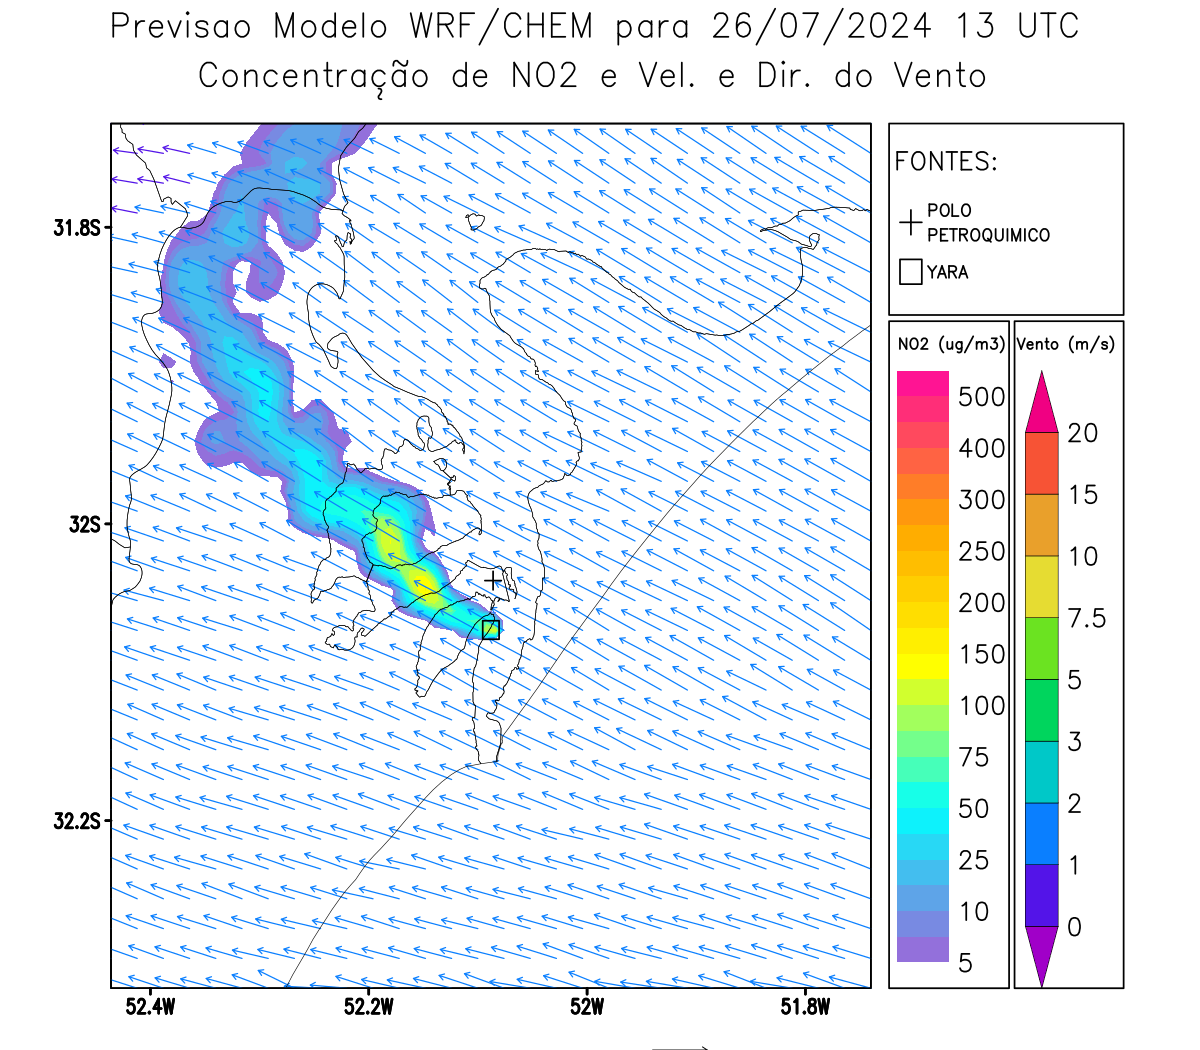 Previsao Modelo WRF/CHEM para 26/07/2024 13 UTC
Concentração de NO2 e Vel. e Dir. do Vento
FONTES:
POLO
PETROQUIMICO
YARA
NO2 (ug/m3)
500
400
300
250
200
150
100
75
50
25
10
5
Vento (m/s)
20
15
10
7.5
5
3
2
1
0
31.8S
32S
32.2S
52.4W 52.2W 52W 51.8W